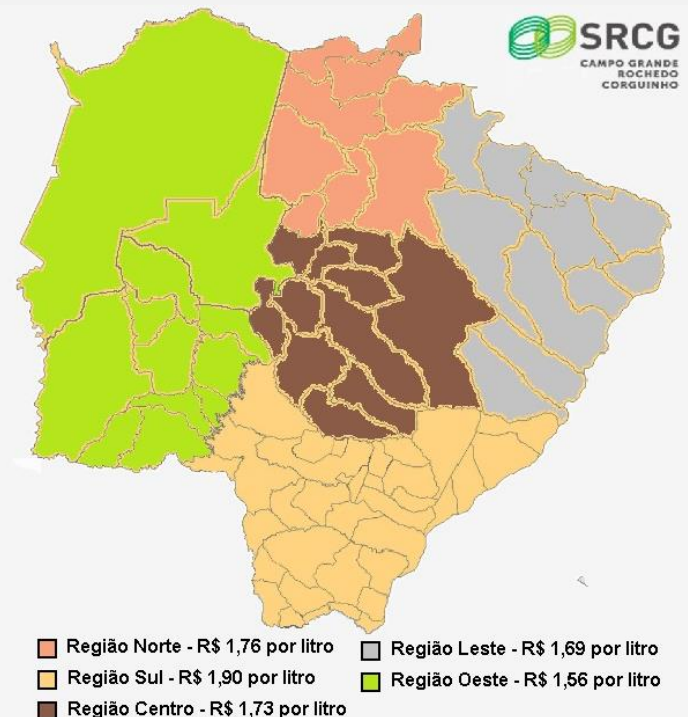 SRCG
CAMPO GRANDE
ROCHEDO
CORGUINHO
Região Norte - R$ 1,76 por litro
Região Leste - R$ 1,69 por litro
Região Sul - R$ 1,90 por litro
Região Oeste - R$ 1,56 por litro
Região Centro - R$ 1,73 por litro